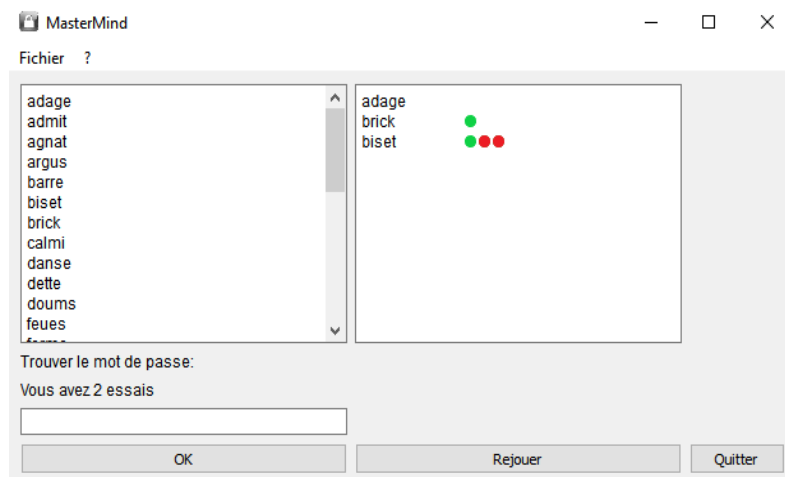 MasterMind
Fichier ?
adage
admit
agnat
argus
barre
biset
brick
calmi
danse
dette
doums
feues
adage
brick
biset
Trouver le mot de passe:
Vous avez 2 essais
OK
Rejouer
Quitter